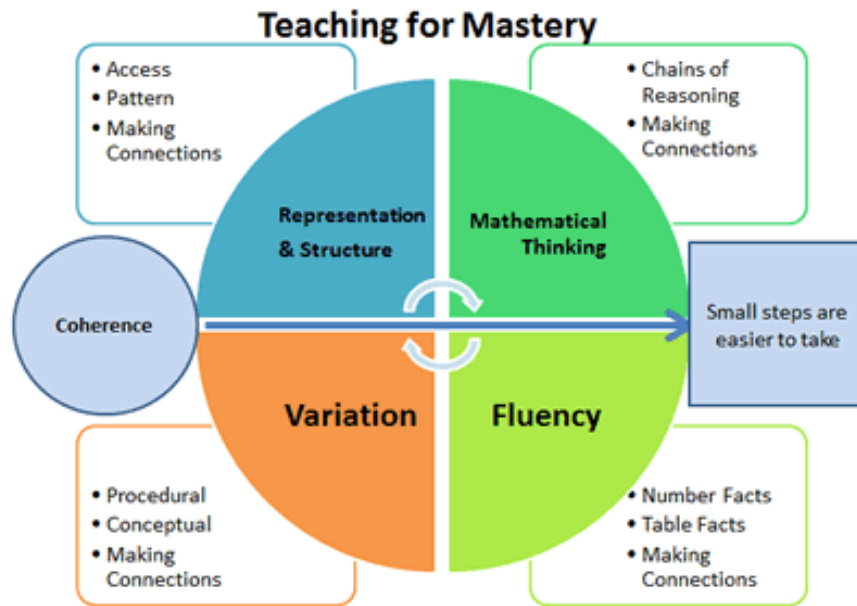 Teaching for Mastery
• Access
• Pattern
• Making
Connections
• Chains of
Reasoning
• Making
Connections
Representation
& Structure
Mathematical
Thinking
Coherence
Small steps are
easier to take
Variation
Fluency
• Procedural
• Conceptual
• Making
Connections
• Number Facts
• Table Facts
• Making
Connections